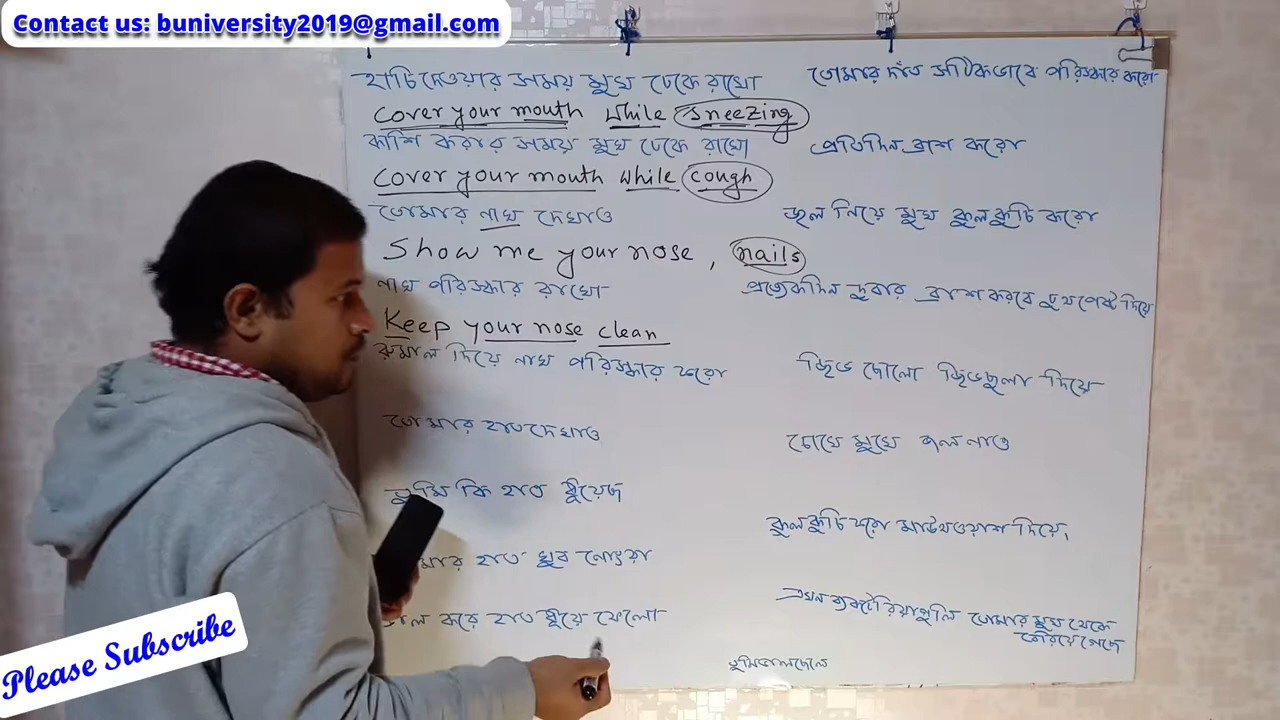 Contact us: buniversity2019@gmail.com
হাচি দেওয়ার সময় মুখ ঢেকে রাখো
cover your mouth while sneezing
কাশি করার সময় মুখ ঢেকে রাখো
cover your mouth while cough
তোমার নাখ দেখাও
Show me your nose, nails
নাখ পরিস্কার রাখো
Keep your nose clean
রুমাল দিয়ে নাখ পরিস্কার করো
তোমার হাত দেখাও
তুমি কি হাত ধুঁয়েছ
মার হাত খুব নোংরা
করে হাত ধুঁয়ে ফেলো
তোমার দাঁত সঠিকভাবে পরিস্কার করো
প্রতিদিন ব্রাশ করো
জল নিয়ে মুখ কুলকুচি করো
প্রত্যেকদিন দুবার ব্রাশ করবে দিয়ে
জিভ ছোলো জিভছুলা দিয়ে
চোখে মুখে জল নাও
কুলকুচি করো মাউথওয়াশ দিয়ে,
এখন ব্যাক্টেরিয়াগুলি তোমার মুখ থেকে
বেরিয়ে গেছে
তুমি ভাল ছেলে
Please Subscribe